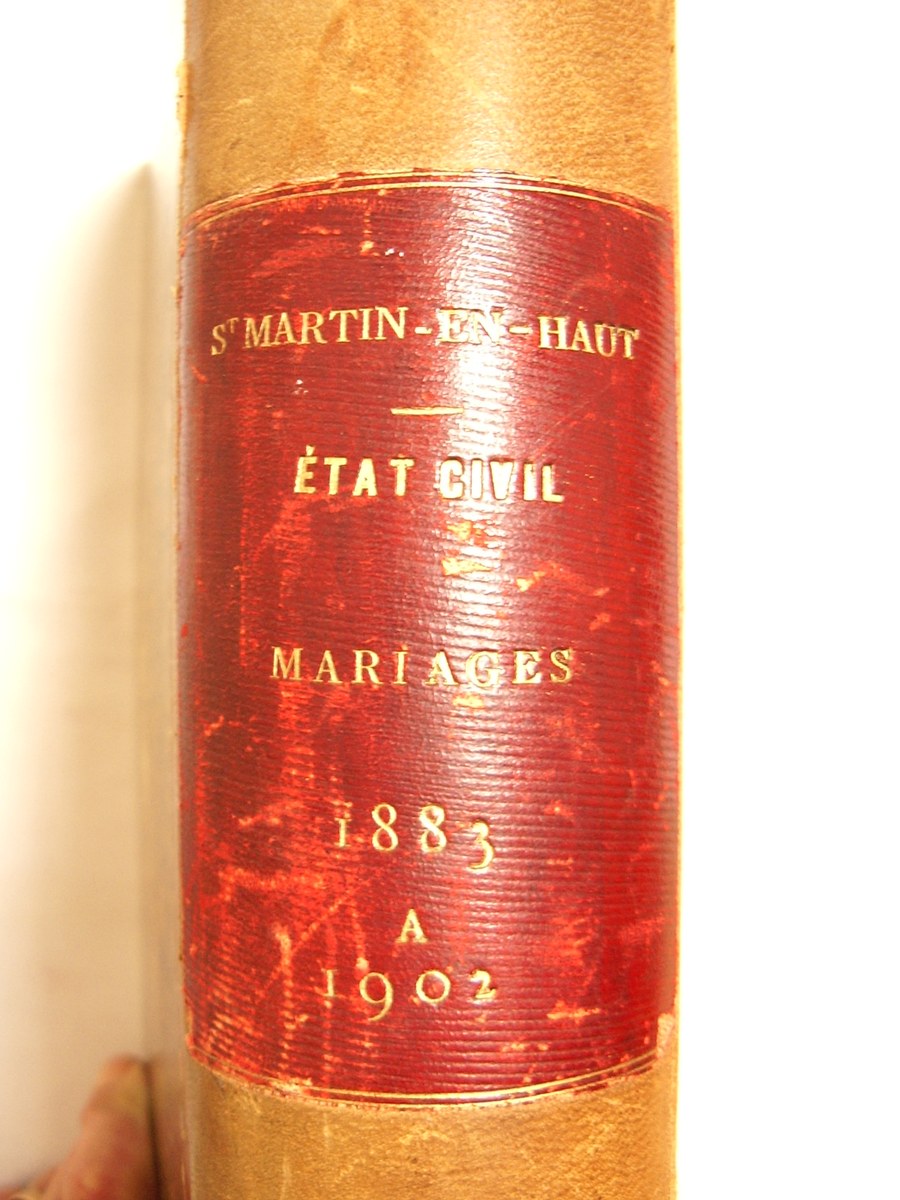 ST MARTIN-EN-HAUT
ÉTAT CIVIL
MARIAGES
1883
A
1902